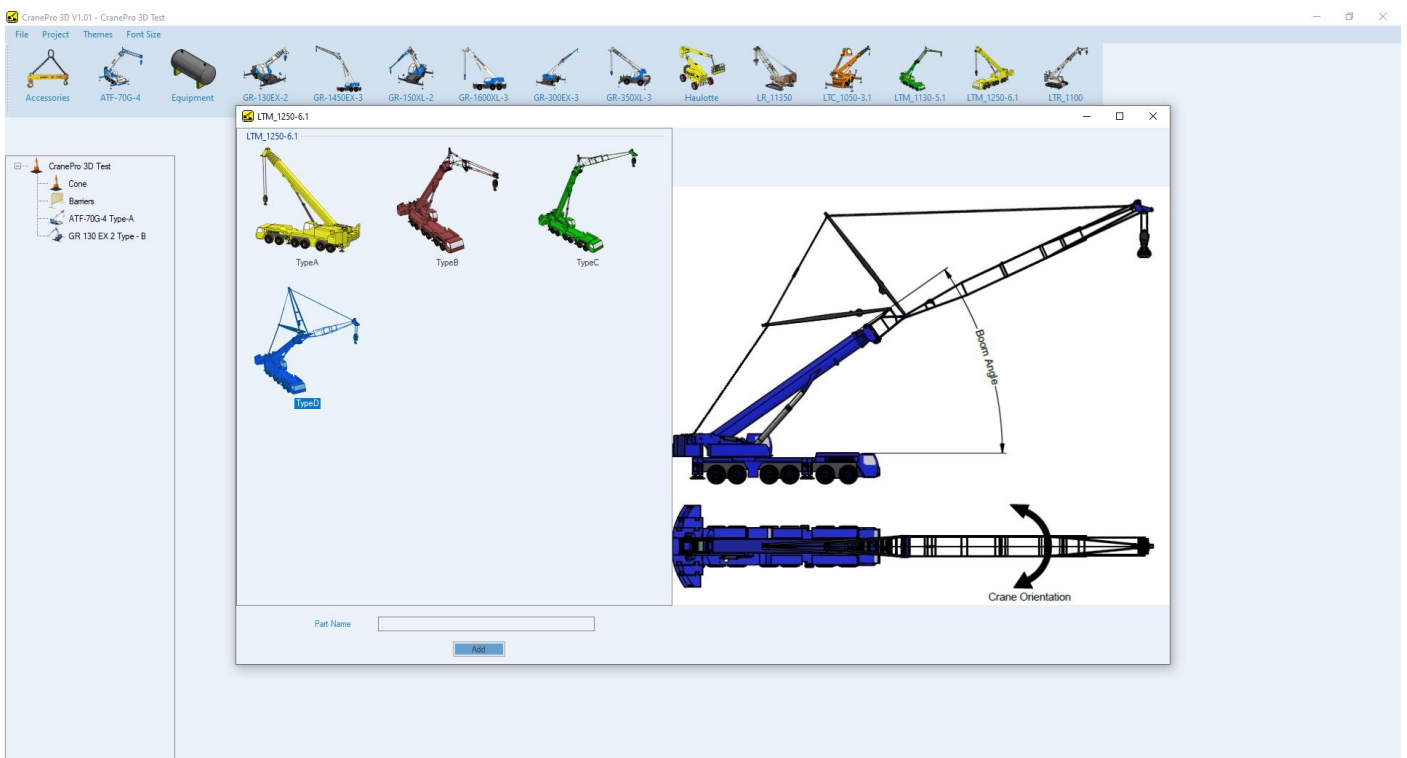 CranePro 3D V1.01 - CranePro 3D Test
File Project Themes Font Size
Accessories ATF-70G-4 Equipment GR-130EX-2 GR-1450EX-3 GR-150XL-2 GR-1600XL-3 GR-300EX-3 GR-350XL-3 Haulotte LR_11350 LTC_1050-3.1 LTM_1130-5.1 LTM_1250-6.1 LTR_1100
LTM_1250-6.1
LTM_1250-6.1
CranePro 3D Test
Cone
Barriers
ATF-70G-4 Type-A
GR 130 EX 2 Type - B
TypeA TypeB TypeC
TypeD
Boom Angle
Crane Orientation
Part Name
Add